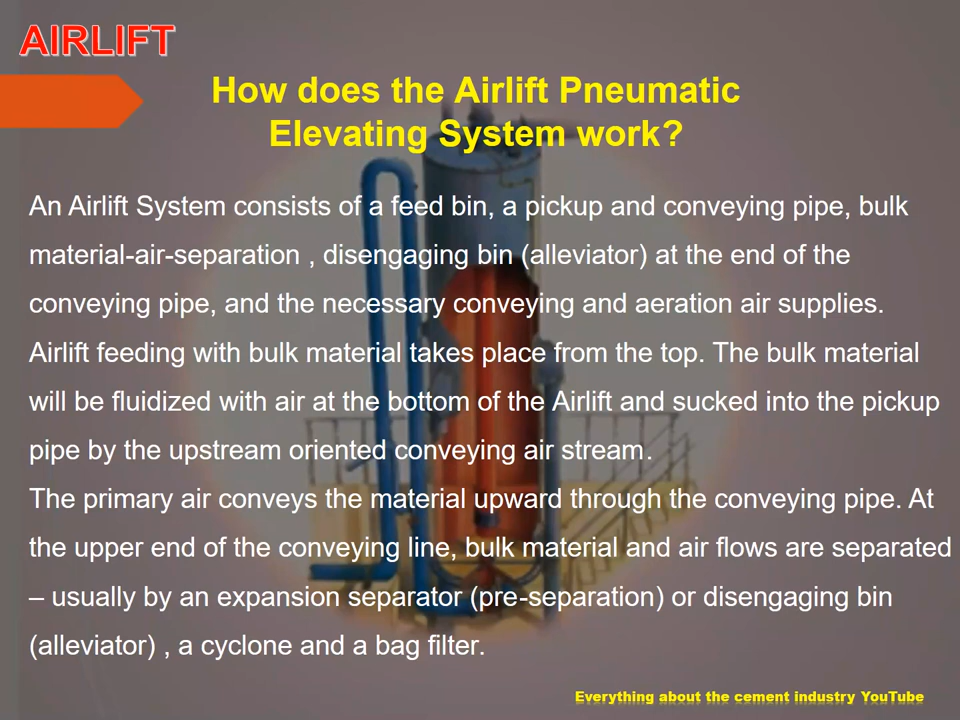 AIRLIFT
How does the Airlift Pneumatic
Elevating System work?
An Airlift System consists of a feed bin, a pickup and conveying pipe, bulk
material-air-separation , disengaging bin (alleviator) at the end of the
conveying pipe, and the necessary conveying and aeration air supplies.
Airlift feeding with bulk material takes place from the top. The bulk material
will be fluidized with air at the bottom of the Airlift and sucked into the pickup
pipe by the upstream oriented conveying air stream.
The primary air conveys the material upward through the conveying pipe. At
the upper end of the conveying line, bulk material and air flows are separated
– usually by an expansion separator (pre-separation) or disengaging bin
(alleviator) , a cyclone and a bag filter.
Everything about the cement industry YouTube